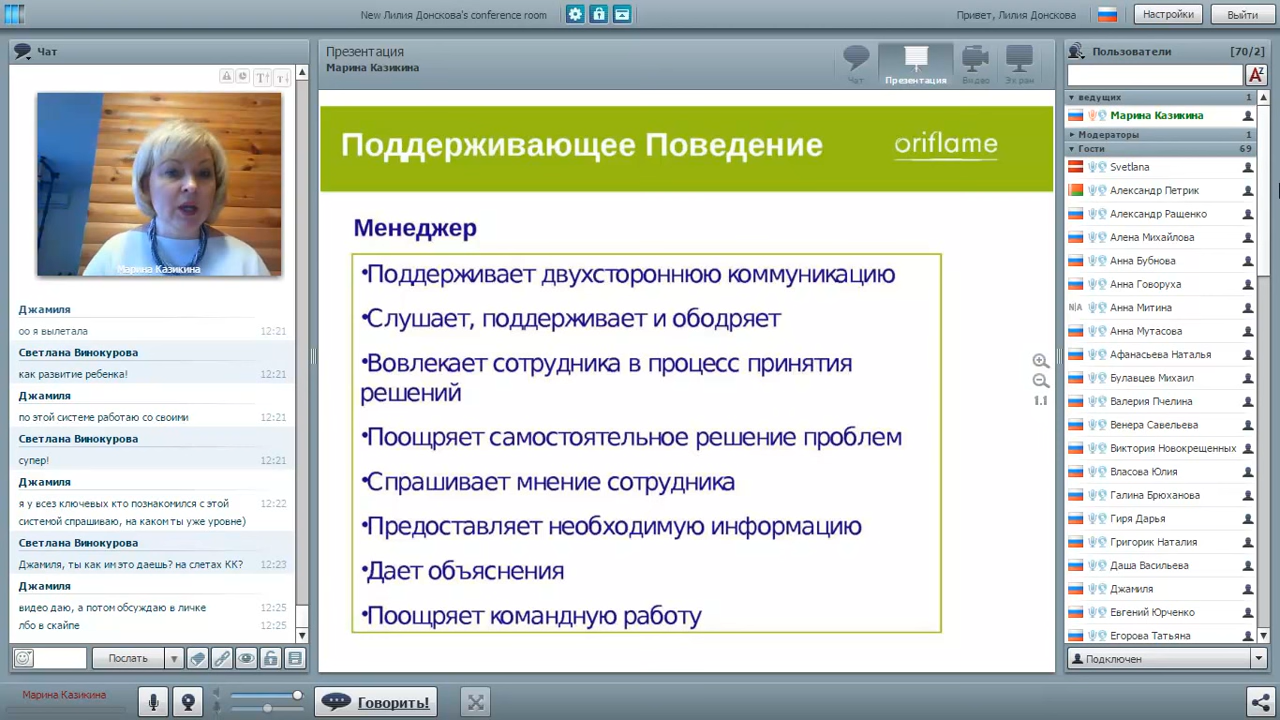 New Лилия Донскова's conference room
Привет, Лилия Донскова
Настройки
Выйти
Чат
Марина Казикина
Джамиля
оо я вылетала 12:21
Светлана Винокурова
как развитие ребенка! 12:21
Джамиля
по этой системе работаю со своими 12:21
Светлана Винокурова
супер! 12:21
Джамиля
я у всез ключевых кто познакомился с этой 12:22
системой спрашиваю, на каком ты уже уровне)
Светлана Винокурова
Джамиля, ты как им это даешь? на слетах КК? 12:23
Джамиля
видео даю, а потом обсуждаю в личке 12:25
лбо в скайпе 12:25
Послать
Презентация
Марина Казикина
Чат
Презентация
Видео
Экран
Поддерживающее Поведение
oriflame
Менеджер
•Поддерживает двухстороннюю коммуникацию
•Слушает, поддерживает и ободряет
•Вовлекает сотрудника в процесс принятия
решений
•Поощряет самостоятельное решение проблем
•Спрашивает мнение сотрудника
•Предоставляет необходимую информацию
•Дает объяснения
•Поощряет командную работу
1.1
Пользователи [70/2]
AZ
ведущих 1
Марина Казикина
Модераторы 1
Гости 69
Svetlana
Александр Петрик
Александр Ращенко
Алена Михайлова
Анна Бубнова
Анна Говоруха
N/A Анна Митина
Анна Мутасова
Афанасьева Наталья
Булавцев Михаил
Валерия Пчелина
Венера Савельева
Виктория Новокрещенных
Власова Юлия
Галина Брюханова
Гиря Дарья
Григорик Наталия
Даша Васильева
Джамиля
Евгений Юрченко
Егорова Татьяна
Подключен
Марина Казикина
Говорить!